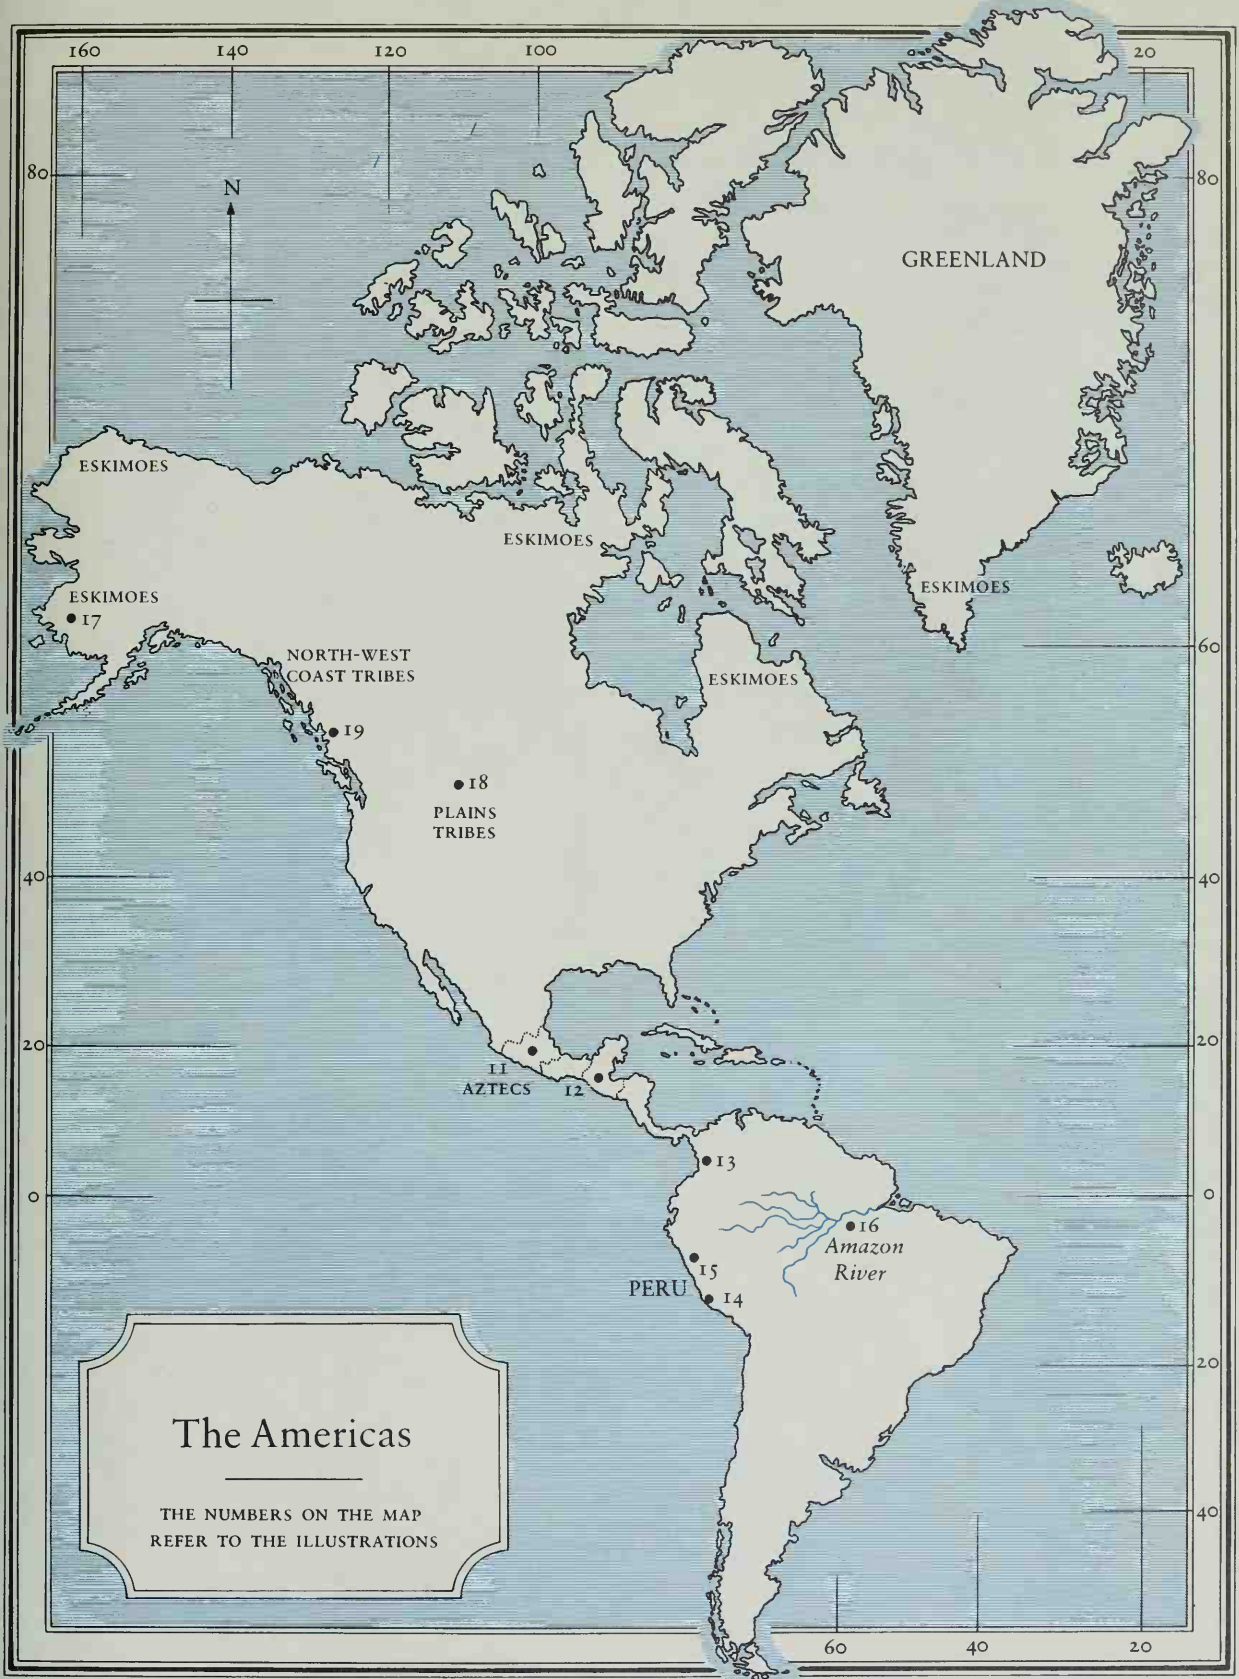 160
140
120
100
20
80
80
N
GREENLAND
ESKIMOES
ESKIMOES
ESKIMOES
ESKIMOES
17
60
NORTH-WEST
COAST TRIBES
ESKIMOES
19
18
PLAINS
TRIBES
40
40
20
20
11
AZTECS
12
13
0
0
16
Amazon
River
15
PERU
14
20
The Americas
THE NUMBERS ON THE MAP
REFER TO THE ILLUSTRATIONS
40
60
40
20